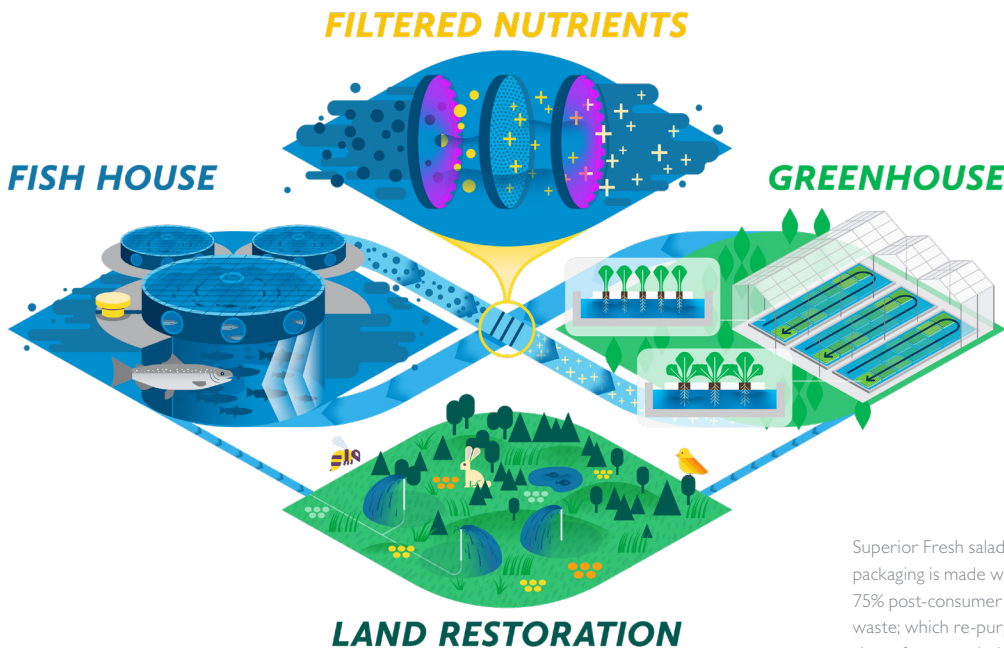 FILTERED NUTRIENTS
FISH HOUSE
GREENHOUSE
LAND RESTORATION
Superior Fresh salad
packaging is made w
75% post-consumer
waste; which re-pur